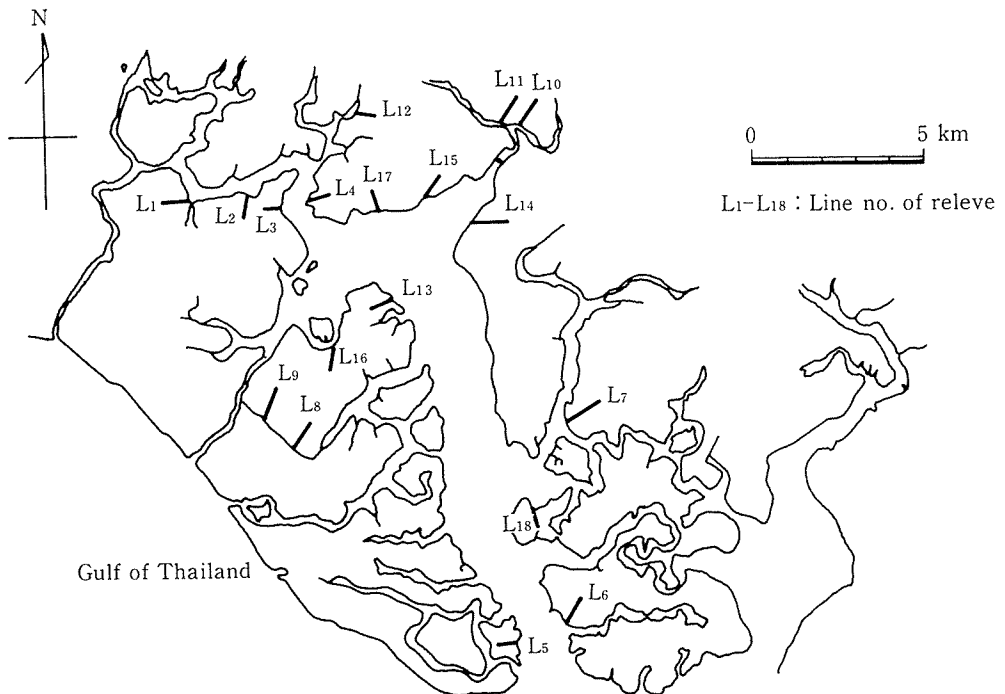 N
L11 L10
L12
0 5 km
L15
L4 L17
L1 L2 L3 L14
L1-L18 : Line no. of releve
L13
L16
L9
L8 L7
L18
Gulf of Thailand
L6
L5